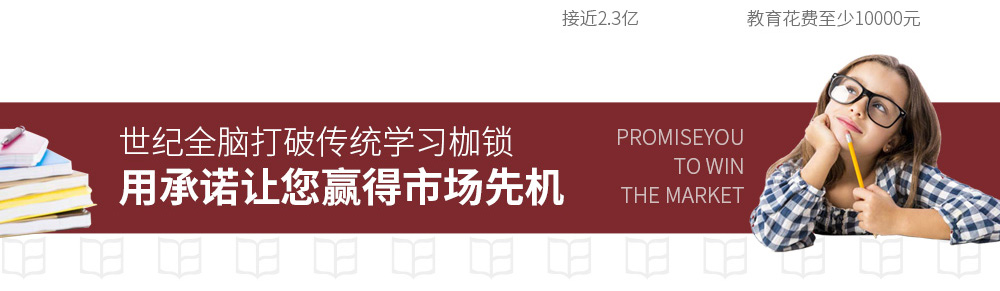 接近2.3亿
教育花费至少10000元
世纪全脑打破传统学习枷锁
用承诺让您赢得市场先机
PROMISEYOU
TO WIN
THE MARKET